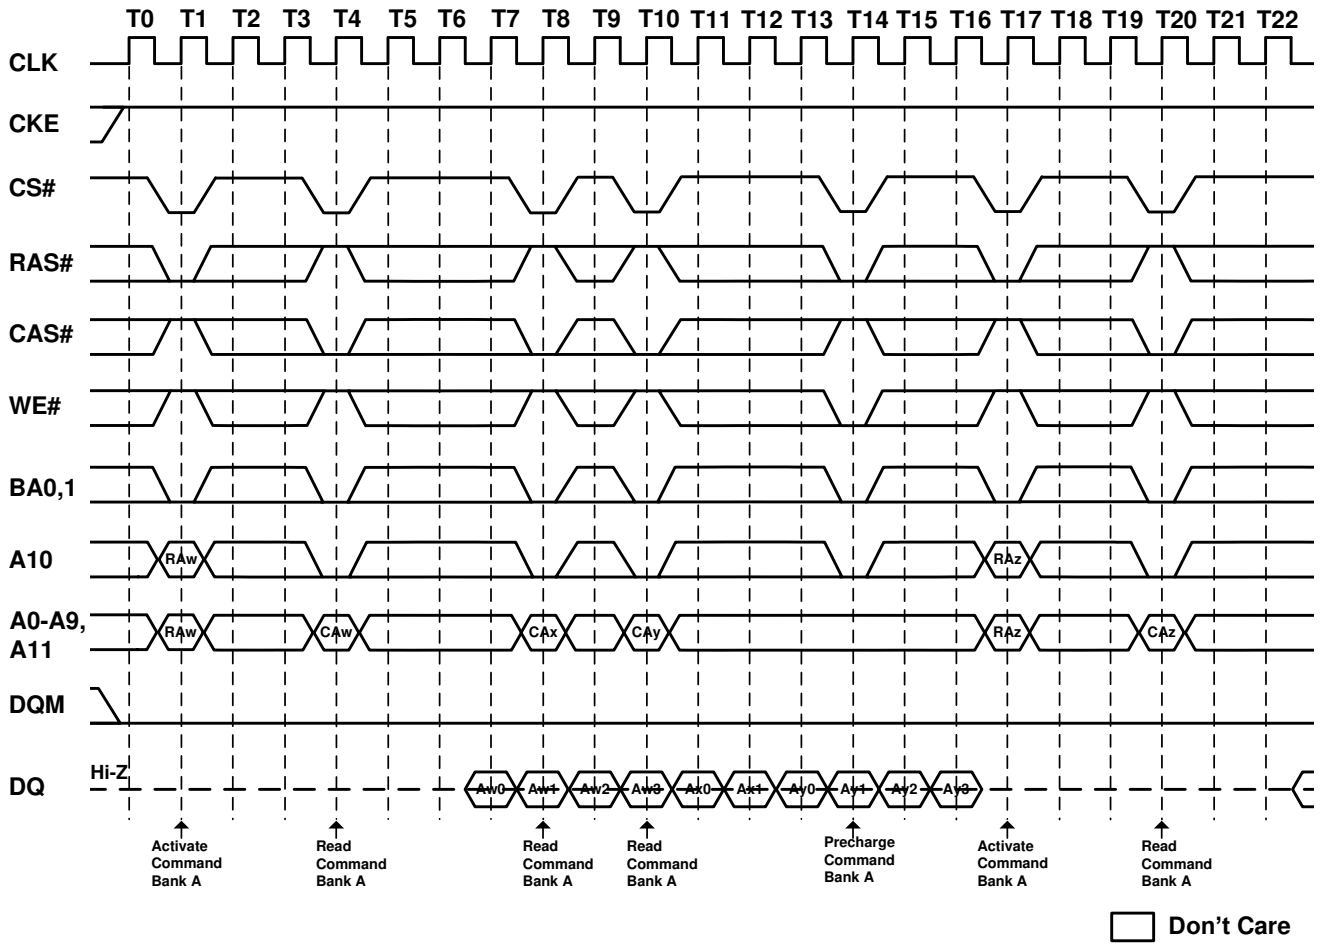 T0 T1 T2 T3 T4 T5 T6 T7 T8 T9 T10 T11 T12 T13 T14 T15 T16 T17 T18 T19 T20 T21 T22
CLK
CKE
CS#
RAS#
CAS#
WE#
BA0,1
A10
RAw RAz
A0-A9,
A11
RAw CAw CAx CAy RAz CAz
DQM
Hi-Z
DQ
Aw0 Aw1 Aw2 Aw3 Ax0 Ax1 Ay0 Ay1 Ay2 Ay3
Activate
Command
Bank A
Read
Command
Bank A
Read
Command
Bank A
Read
Command
Bank A
Precharge
Command
Bank A
Activate
Command
Bank A
Read
Command
Bank A
Don't Care